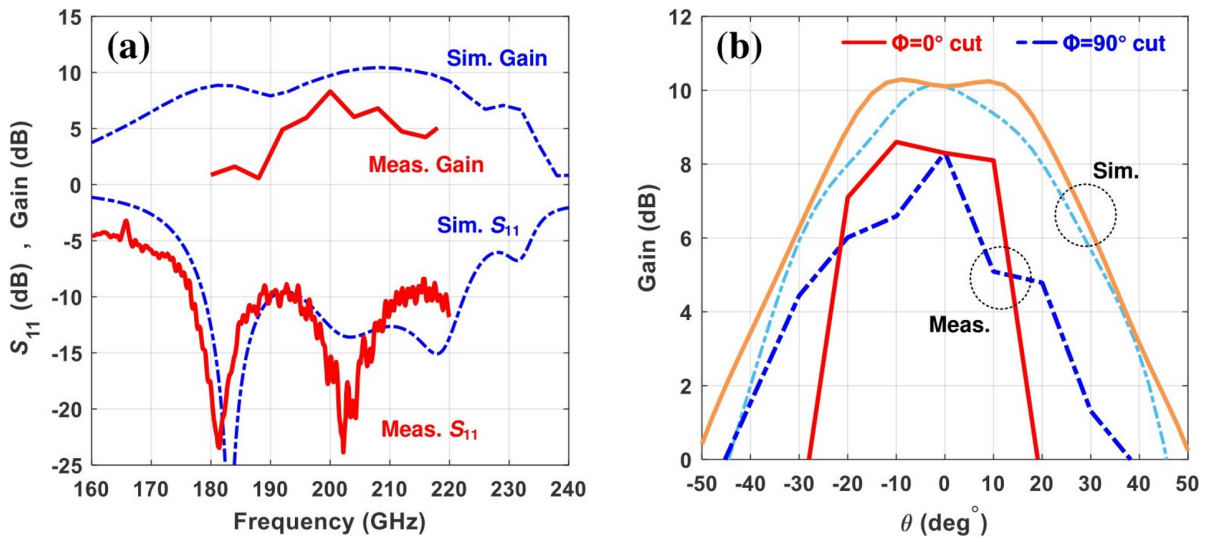 (a)
Sim. Gain
Meas. Gain
Sim. S11
Meas. S11
15
10
5
0
-5
-10
-15
-20
-25
160 170 180 190 200 210 220 230 240
Frequency (GHz)
S11 (dB) , Gain (dB)
(b)
Φ=0° cut Φ=90° cut
Sim.
Meas.
12
10
8
6
4
2
0
-50 -40 -30 -20 -10 0 10 20 30 40 50
θ (deg°)
Gain (dB)